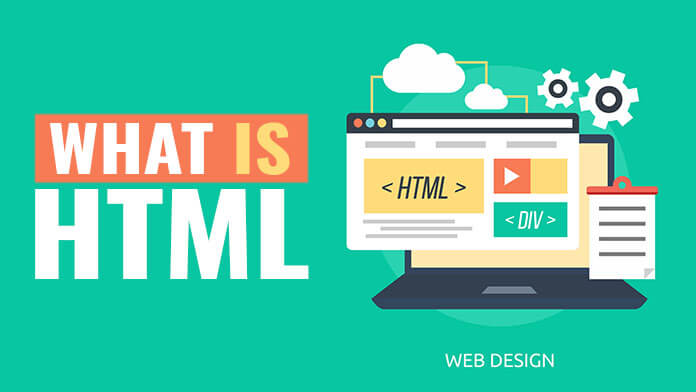 WHAT IS
HTML
< HTML >
< DIV >
WEB DESIGN